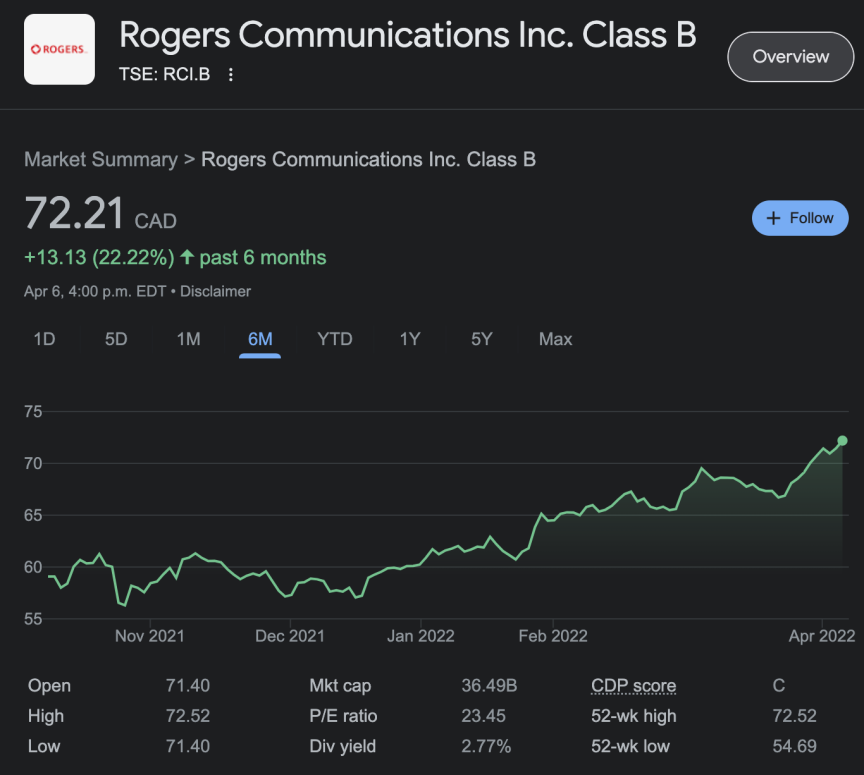 Rogers Communications Inc. Class B
ROGERS
TSE: RCI.B
Overview
Market Summary > Rogers Communications Inc. Class B
72.21 CAD
+ Follow
+13.13 (22.22%) ↑ past 6 months
Apr 6, 4:00 p.m. EDT • Disclaimer
1D 5D 1M 6M YTD 1Y 5Y Max
75
70
65
60
55
Nov 2021 Dec 2021 Jan 2022 Feb 2022 Apr 2022
Open 71.40 Mkt cap 36.49B CDP score C
High 72.52 P/E ratio 23.45 52-wk high 72.52
Low 71.40 Div yield 2.77% 52-wk low 54.69